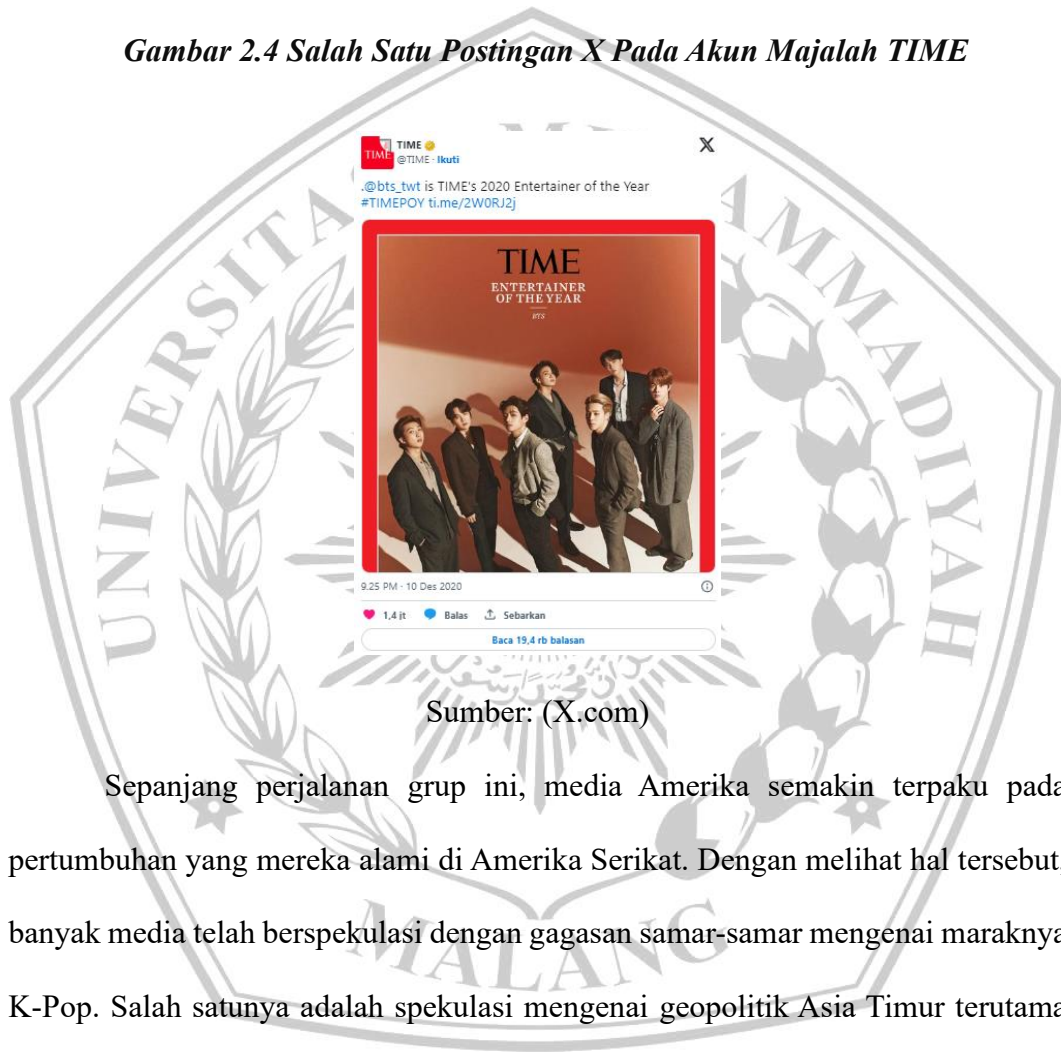 Gambar 2.4 Salah Satu Postingan X Pada Akun Majalah TIME
TIME
TIME
@TIME · Ikuti
.@bts_twt is TIME's 2020 Entertainer of the Year
#TIMEPOY ti.me/2W0RJ2j
TIME
ENTERTAINER
OF THE YEAR
BTS
9.25 PM · 10 Des 2020
1,4 jt Balas Sebarkan
Baca 19,4 rb balasan
Sumber: (X.com)
Sepanjang perjalanan grup ini, media Amerika semakin terpaku pada
pertumbuhan yang mereka alami di Amerika Serikat. Dengan melihat hal tersebut,
banyak media telah berspekulasi dengan gagasan samar-samar mengenai maraknya
K-Pop. Salah satunya adalah spekulasi mengenai geopolitik Asia Timur terutama
UNIVERSITAS
MALANG